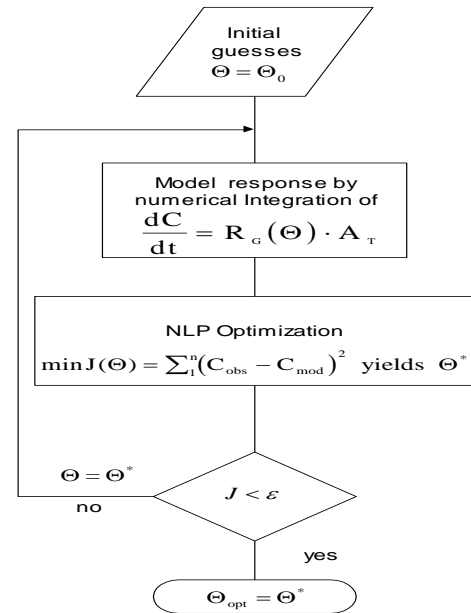 Initial
guesses
Θ = Θ₀
Model response by
numerical Integration of
dC/dt = R_G(Θ) · A_T
NLP Optimization
min J(Θ) = ∑₁ⁿ(C_obs − C_mod)² yields Θ*
Θ = Θ*
no
J < ε
yes
Θ_opt = Θ*